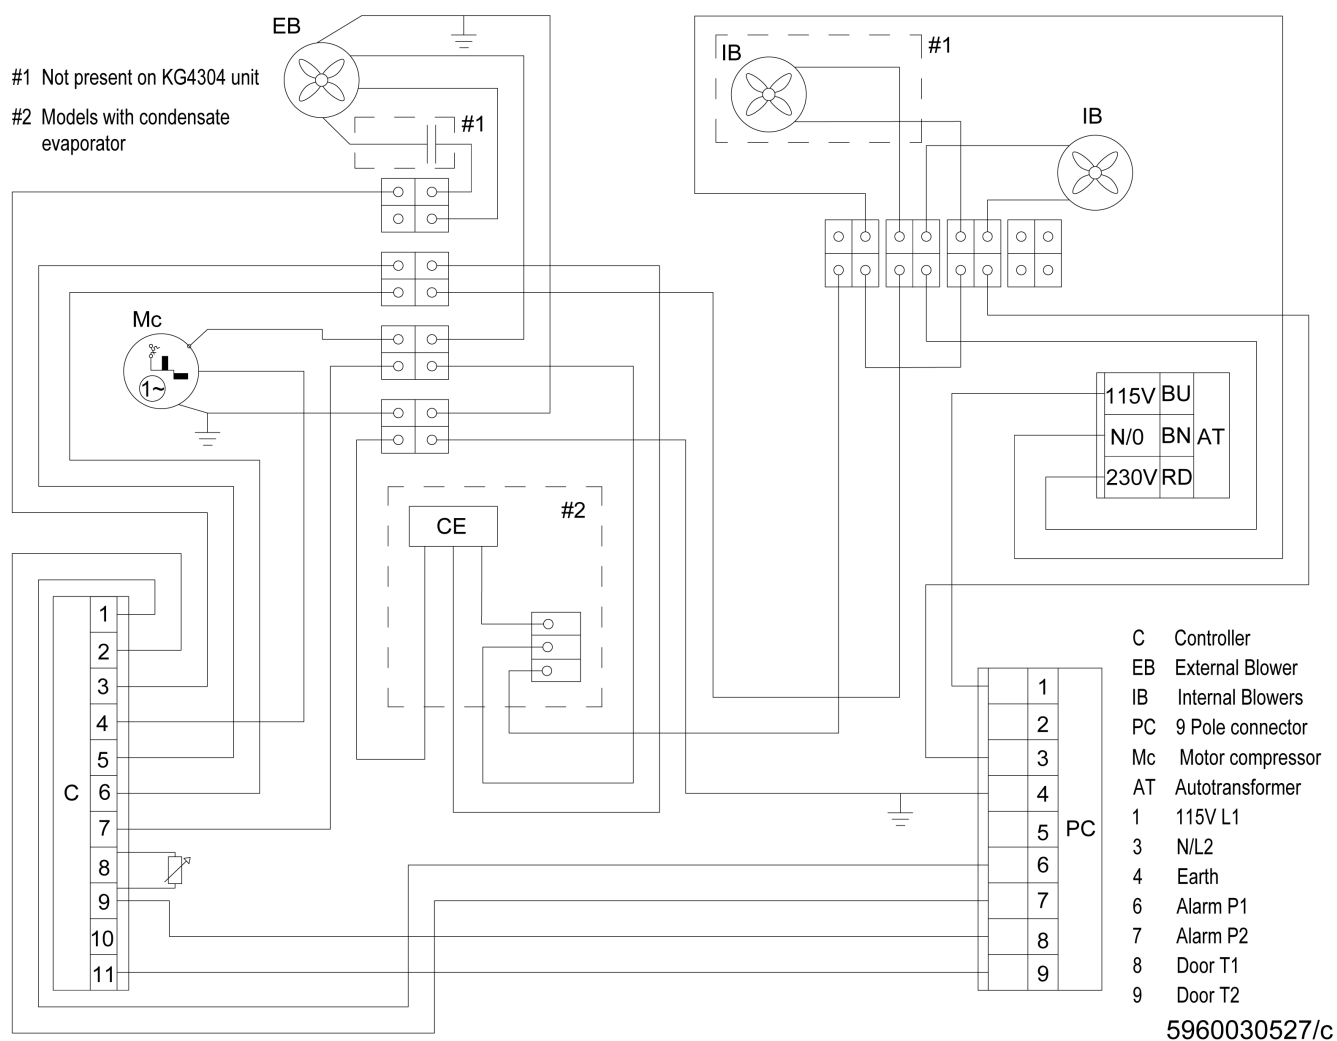 EB
#1 Not present on KG4304 unit
#2 Models with condensate
evaporator
#1
IB
#1
IB
Mc
1~
115V BU
N/0 BN AT
230V RD
#2
CE
C
1
2
3
4
5
6
7
8
9
10
11
1
2
3
4
5
6
7
8
9
PC
C Controller
EB External Blower
IB Internal Blowers
PC 9 Pole connector
Mc Motor compressor
AT Autotransformer
1 115V L1
3 N/L2
4 Earth
6 Alarm P1
7 Alarm P2
8 Door T1
9 Door T2
5960030527/c